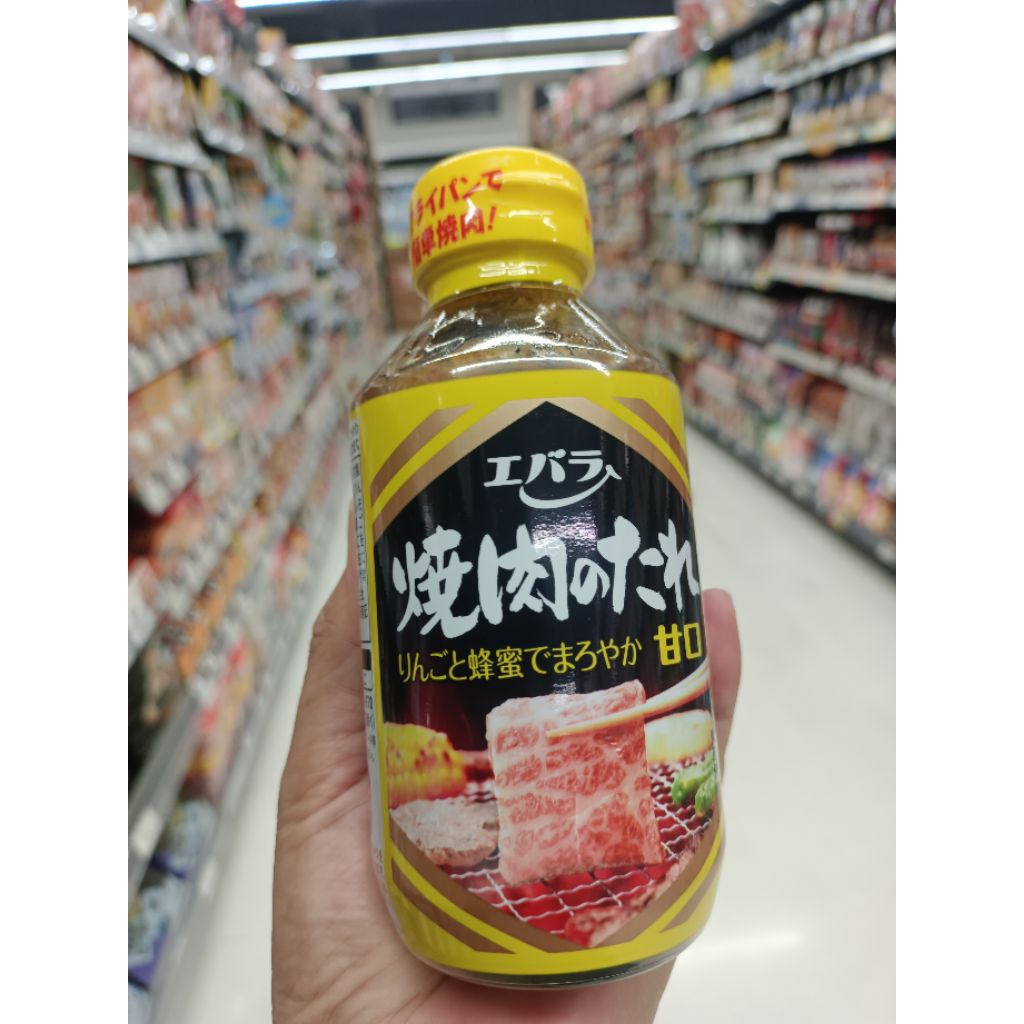 ライパンで
簡単焼肉!
エバラ
焼肉のたれ
りんごと蜂蜜でまろやか 甘口